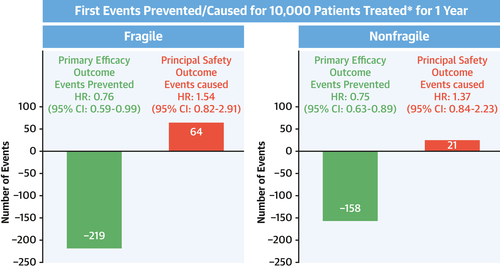 First Events Prevented/Caused for 10,000 Patients Treated* for 1 Year
Fragile
Primary Efficacy
Outcome
Events Prevented
HR: 0.76
(95% CI: 0.59-0.99)
Principal Safety
Outcome
Events caused
HR: 1.54
(95% CI: 0.82-2.91)
Number of Events
100
50
0
−50
−100
−150
−200
−250
64
−219
Nonfragile
Primary Efficacy
Outcome
Events Prevented
HR: 0.75
(95% CI: 0.63-0.89)
Principal Safety
Outcome
Events caused
HR: 1.37
(95% CI: 0.84-2.23)
Number of Events
100
50
0
−50
−100
−150
−200
−250
21
−158